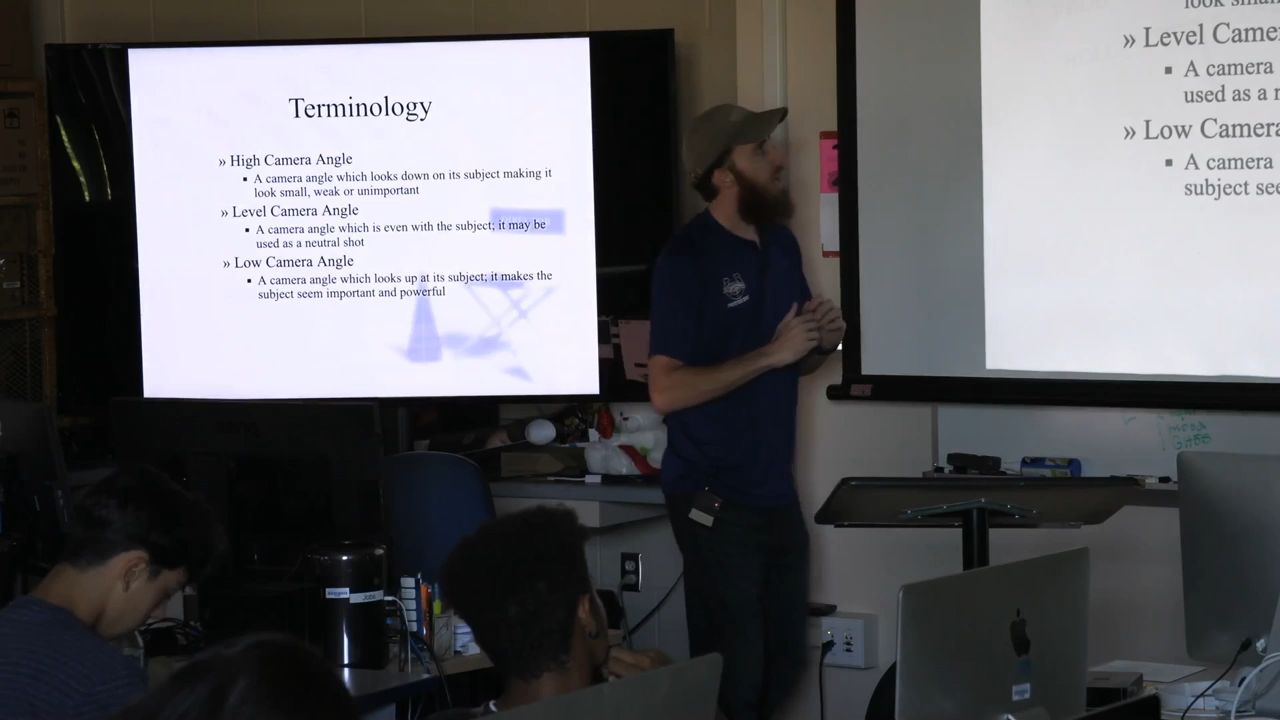 Terminology
» High Camera Angle
▪ A camera angle which looks down on its subject making it
look small, weak or unimportant
» Level Camera Angle
▪ A camera angle which is even with the subject; it may be
used as a neutral shot
» Low Camera Angle
▪ A camera angle which looks up at its subject; it makes the
subject seem important and powerful
look small
» Level Came
▪ A camera
used as a
» Low Camera
▪ A camera
subject see